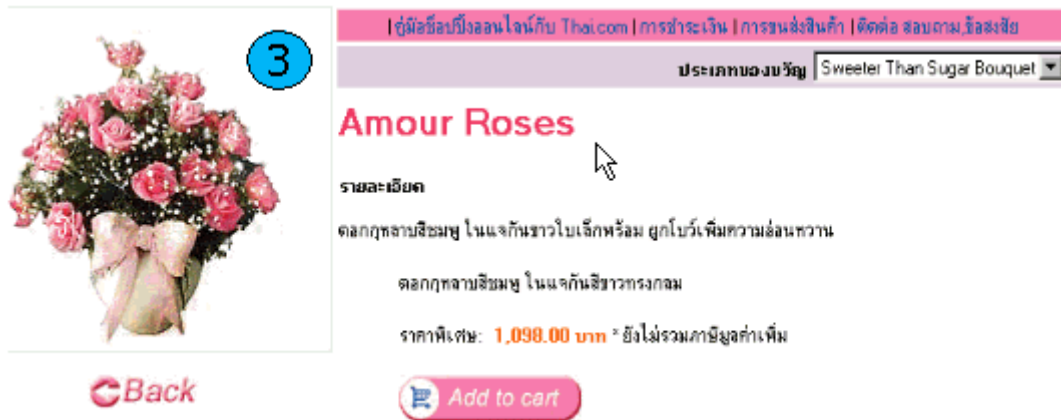 3
|คู่มือช็อปปิ้งออนไลน์กับ Thai.com | การชำระเงิน | การขนส่งสินค้า | ติดต่อ สอบถาม,ข้อสงสัย
ประเภทของขวัญ Sweeter Than Sugar Bouquet
Amour Roses
รายละเอียด
ดอกกุหลาบสีชมพู ในแจกันขาวใบเล็กพร้อม ผูกโบว์เพิ่มความอ่อนหวาน
ดอกกุหลาบสีชมพู ในแจกันสีขาวทรงกลม
ราคาพิเศษ: 1,098.00 บาท * ยังไม่รวมภาษีมูลค่าเพิ่ม
Back
Add to cart